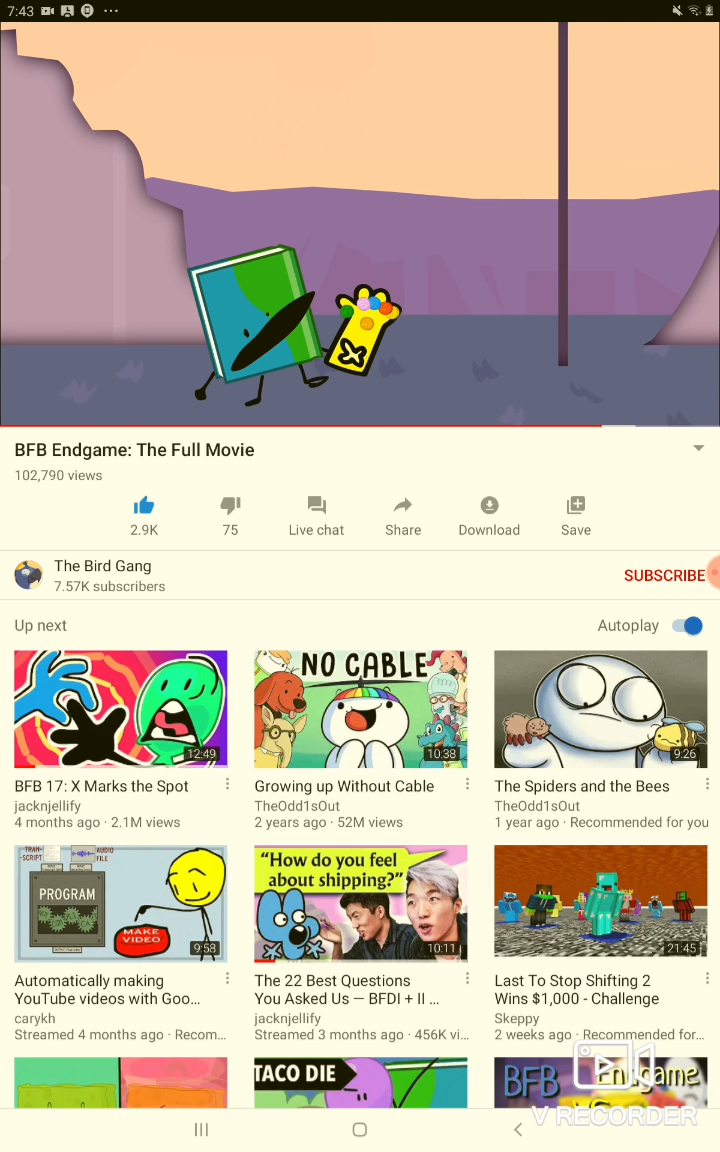 7:43
BFB Endgame: The Full Movie
102,790 views
2.9K
75
Live chat
Share
Download
Save
The Bird Gang
7.57K subscribers
SUBSCRIBE
Up next
Autoplay
12:49
NO CABLE
10:38
9:26
BFB 17: X Marks the Spot
jacknjellify
4 months ago · 2.1M views
Growing up Without Cable
TheOdd1sOut
2 years ago · 52M views
The Spiders and the Bees
TheOdd1sOut
1 year ago · Recommended for you
TRAN-
SCRIPT
AUDIO
FILE
PROGRAM
MAKE
VIDEO
9:58
“How do you feel
about shipping?”
10:11
21:45
Automatically making
YouTube videos with Goo...
carykh
Streamed 4 months ago · Recom...
The 22 Best Questions
You Asked Us — BFDI + II ...
jacknjellify
Streamed 3 months ago · 456K vi...
Last To Stop Shifting 2
Wins $1,000 - Challenge
Skeppy
2 weeks ago · Recommended for...
TACO DIE
BFB Endgame
V RECORDER